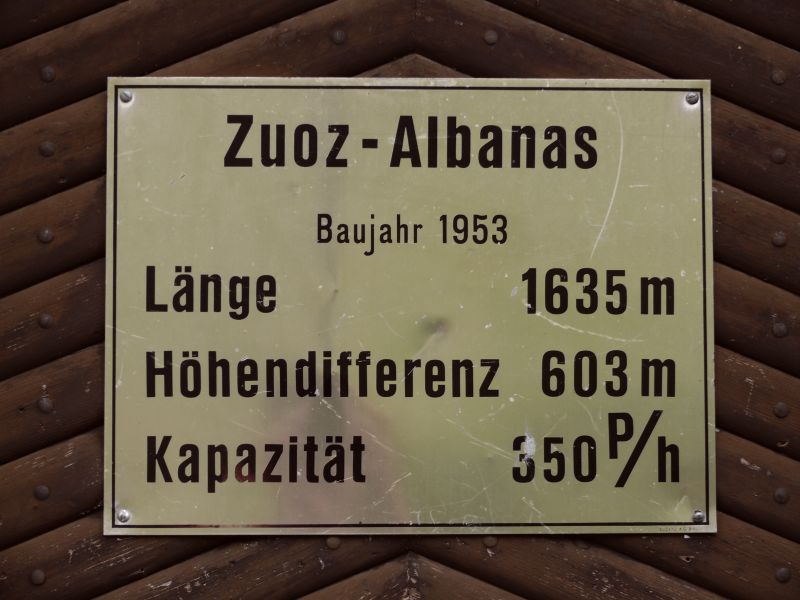 Zuoz - Albanas
Baujahr 1953
Länge 1635 m
Höhendifferenz 603 m
Kapazität 350 P/h